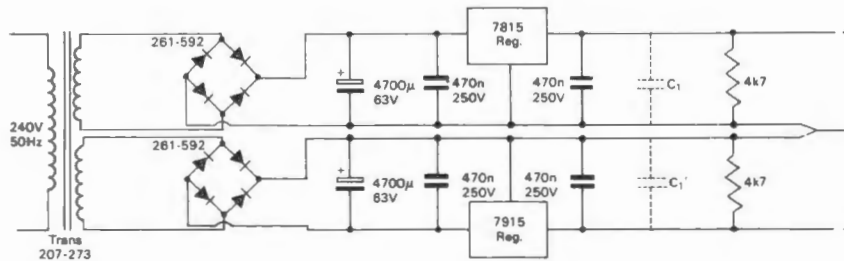 261-592
7815
Reg.
+
4700μ
63V
470n
250V
470n
250V
C₁
4k7
240V
50Hz
261-592
+
4700μ
63V
470n
250V
470n
250V
C₁'
4k7
7915
Reg.
Trans
207-273